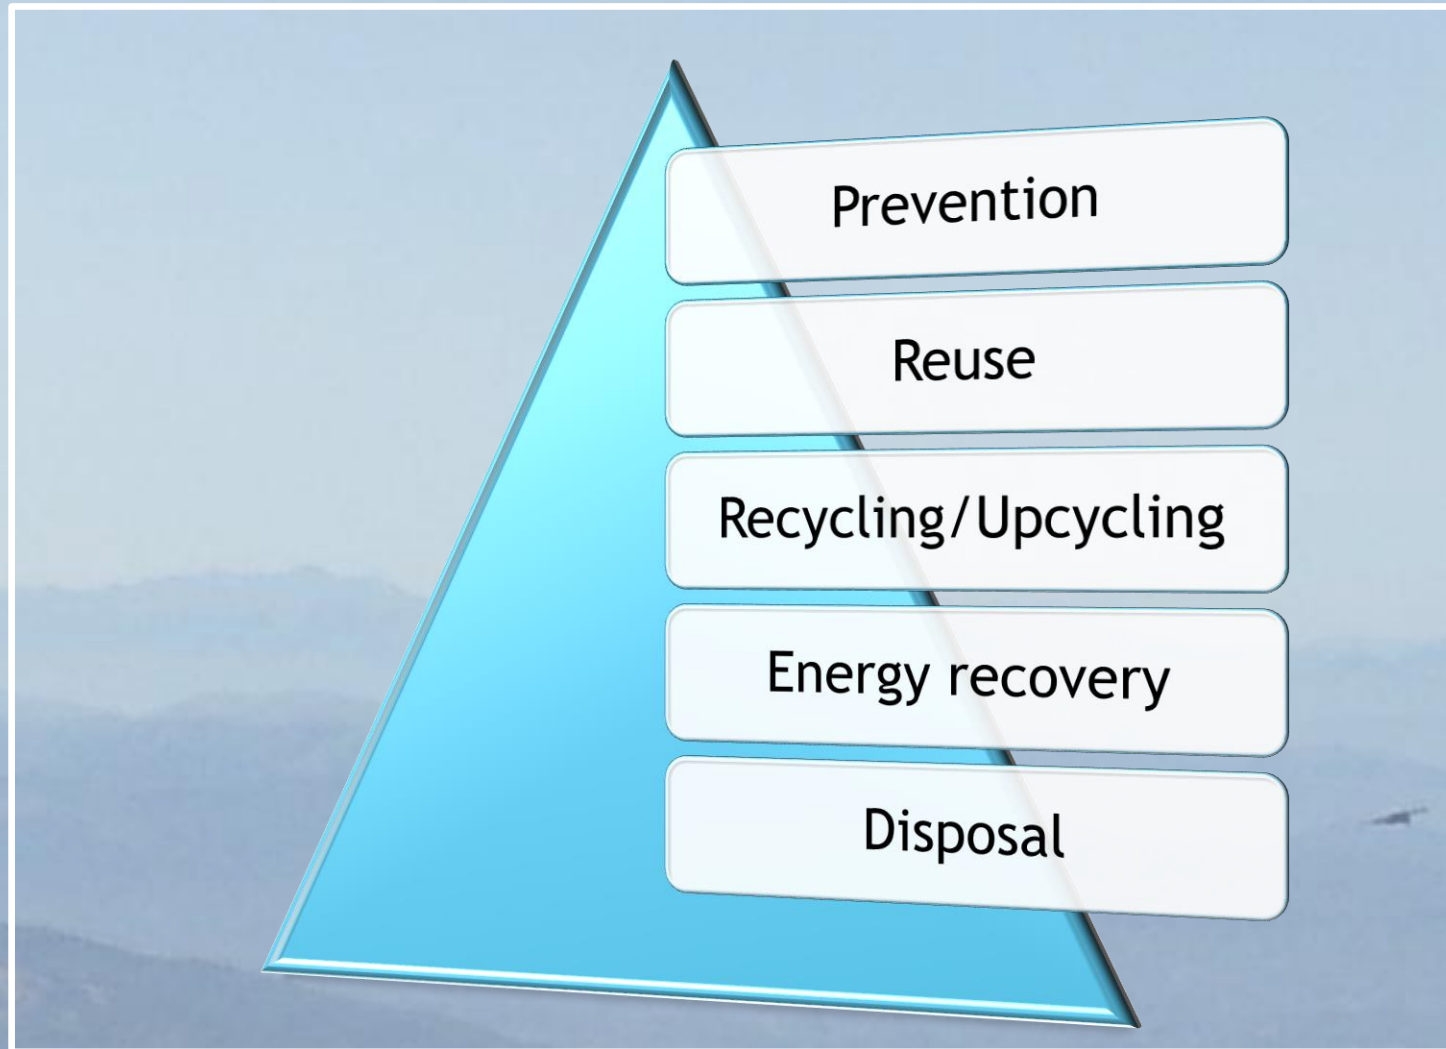 Prevention
Reuse
Recycling/Upcycling
Energy recovery
Disposal